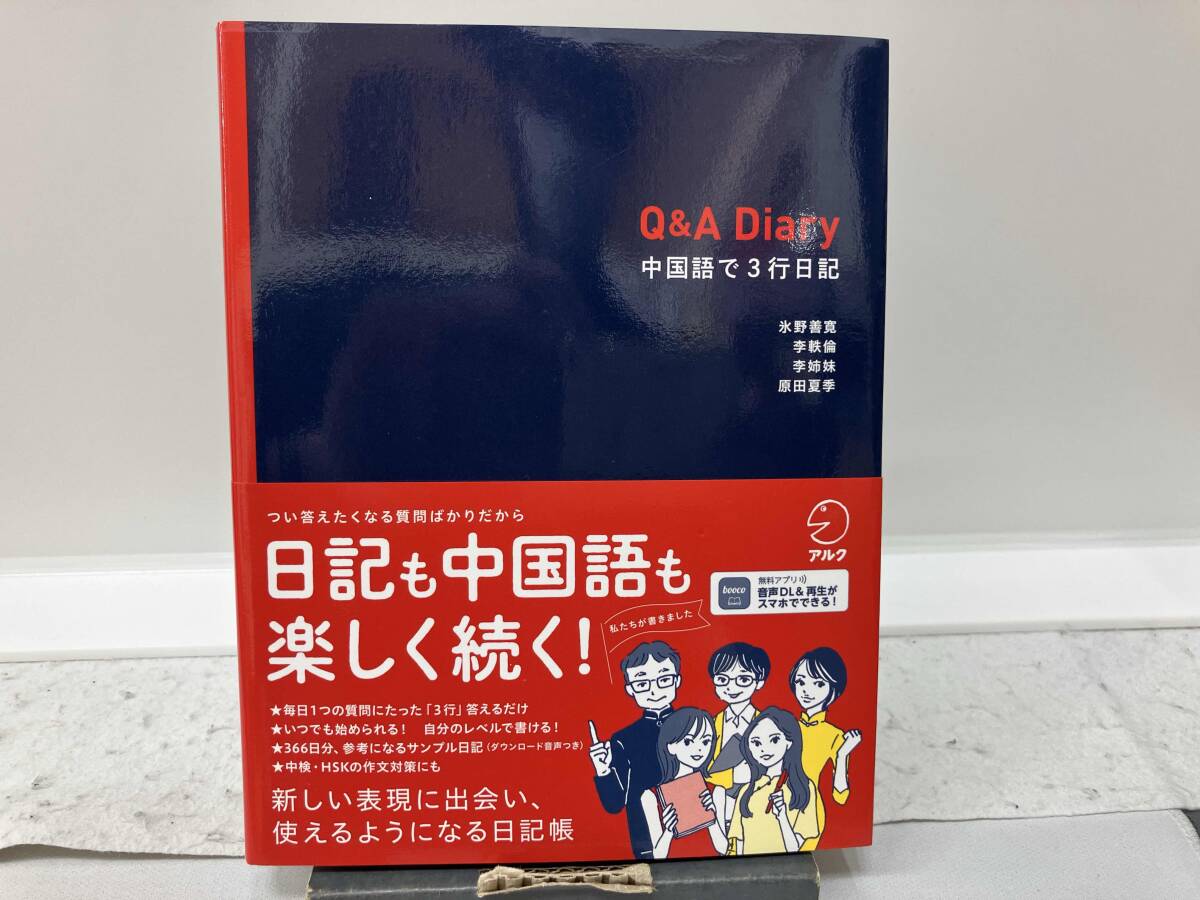 Q&A Diary
中国語で3行日記
氷野善寛
李軼倫
李姉妹
原田夏季
つい答えたくなる質問ばかりだから
日記も中国語も
楽しく続く!
アルク
booco
無料アプリ
音声DL&再生が
スマホでできる!
私たちが書きました
★毎日1つの質問にたった「3行」答えるだけ
★いつでも始められる! 自分のレベルで書ける!
★366日分、参考になるサンプル日記(ダウンロード音声つき)
★中検・HSKの作文対策にも
新しい表現に出会い、
使えるようになる日記帳